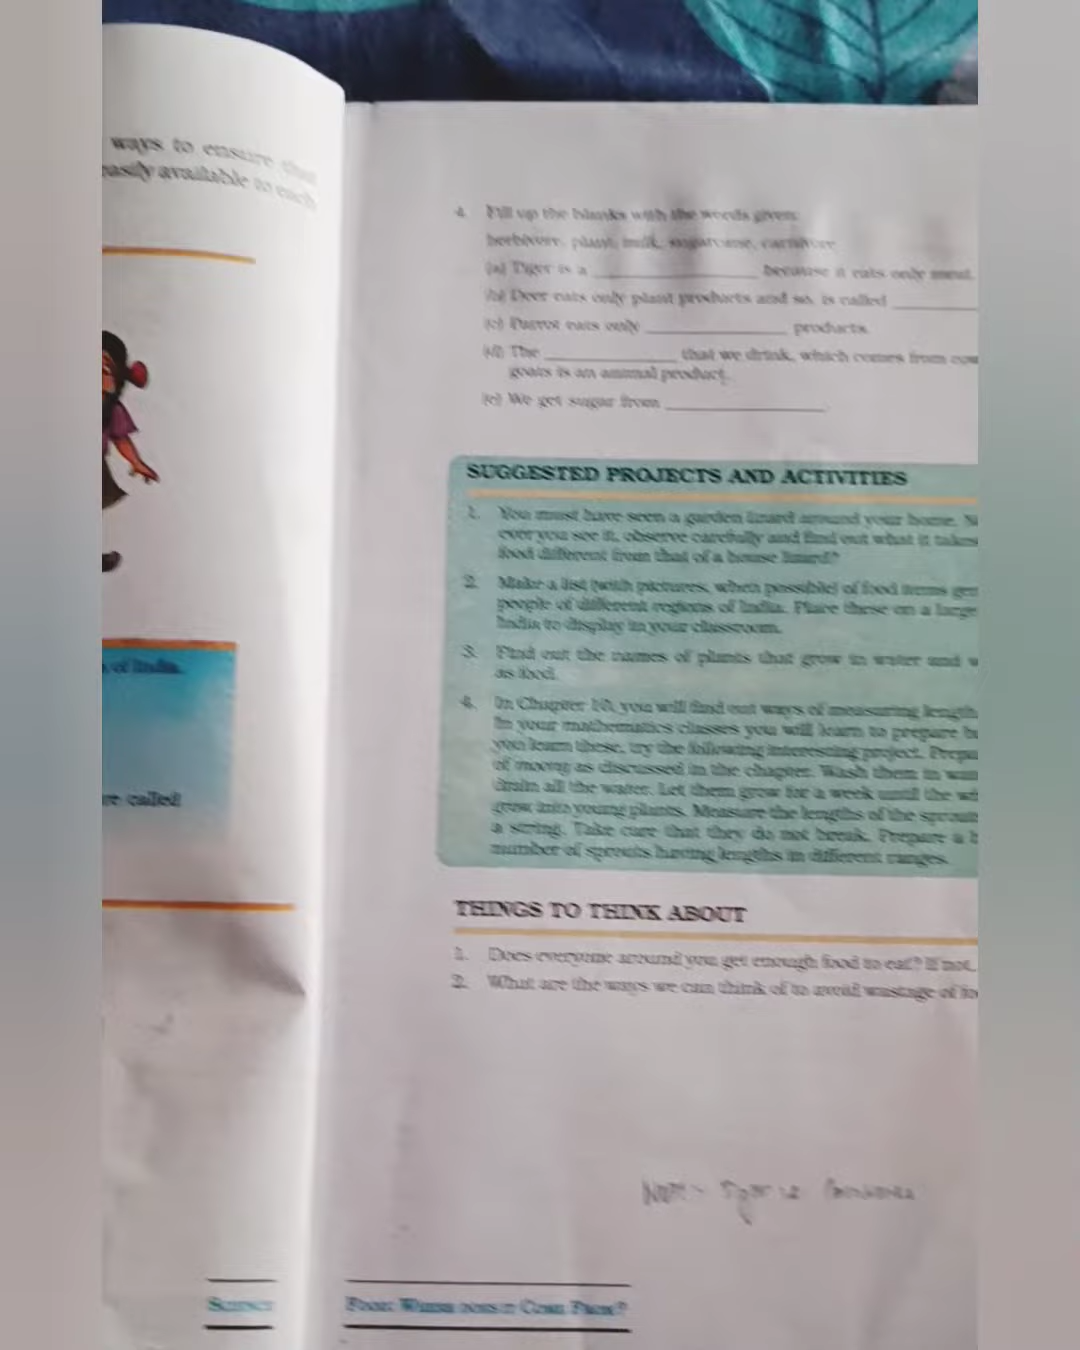 ways to ensure that
easily available to each
of India.
re called
SCIENCE
4. Fill up the blanks with the words given:
herbivore, plant, milk, sugarcane, carnivore
(a) Tiger is a ____________ because it eats only meat.
(b) Deer eats only plant products and so, is called ________
(c) Parrot eats only ____________ products.
(d) The ____________ that we drink, which comes from cow
goats is an animal product.
(e) We get sugar from ______________.
SUGGESTED PROJECTS AND ACTIVITIES
1. You must have seen a garden lizard around your home.
ever you see it, observe carefully and find out what it takes
food different from that of a house lizard?
2. Make a list (with pictures, when possible) of food items
people of different regions of India. Place these on a large
India to display in your classroom.
3. Find out the names of plants that grow in water and
as food.
4. In Chapter 10, you will find out ways of measuring length
In your mathematics classes you will learn to prepare
you learn these, try the following interesting project. Prepa
of moong as discussed in the chapter. Wash them in
drain all the water. Let them grow for a week until the
grow into young plants. Measure the lengths of the sprouts
a string. Take care that they do not break. Prepare a
number of sprouts having lengths in different ranges.
THINGS TO THINK ABOUT
1. Does everyone around you get enough food to eat? If not,
2. What are the ways we can think of to avoid wastage of
Tiger is
FOOD: WHERE DOES IT COME FROM?